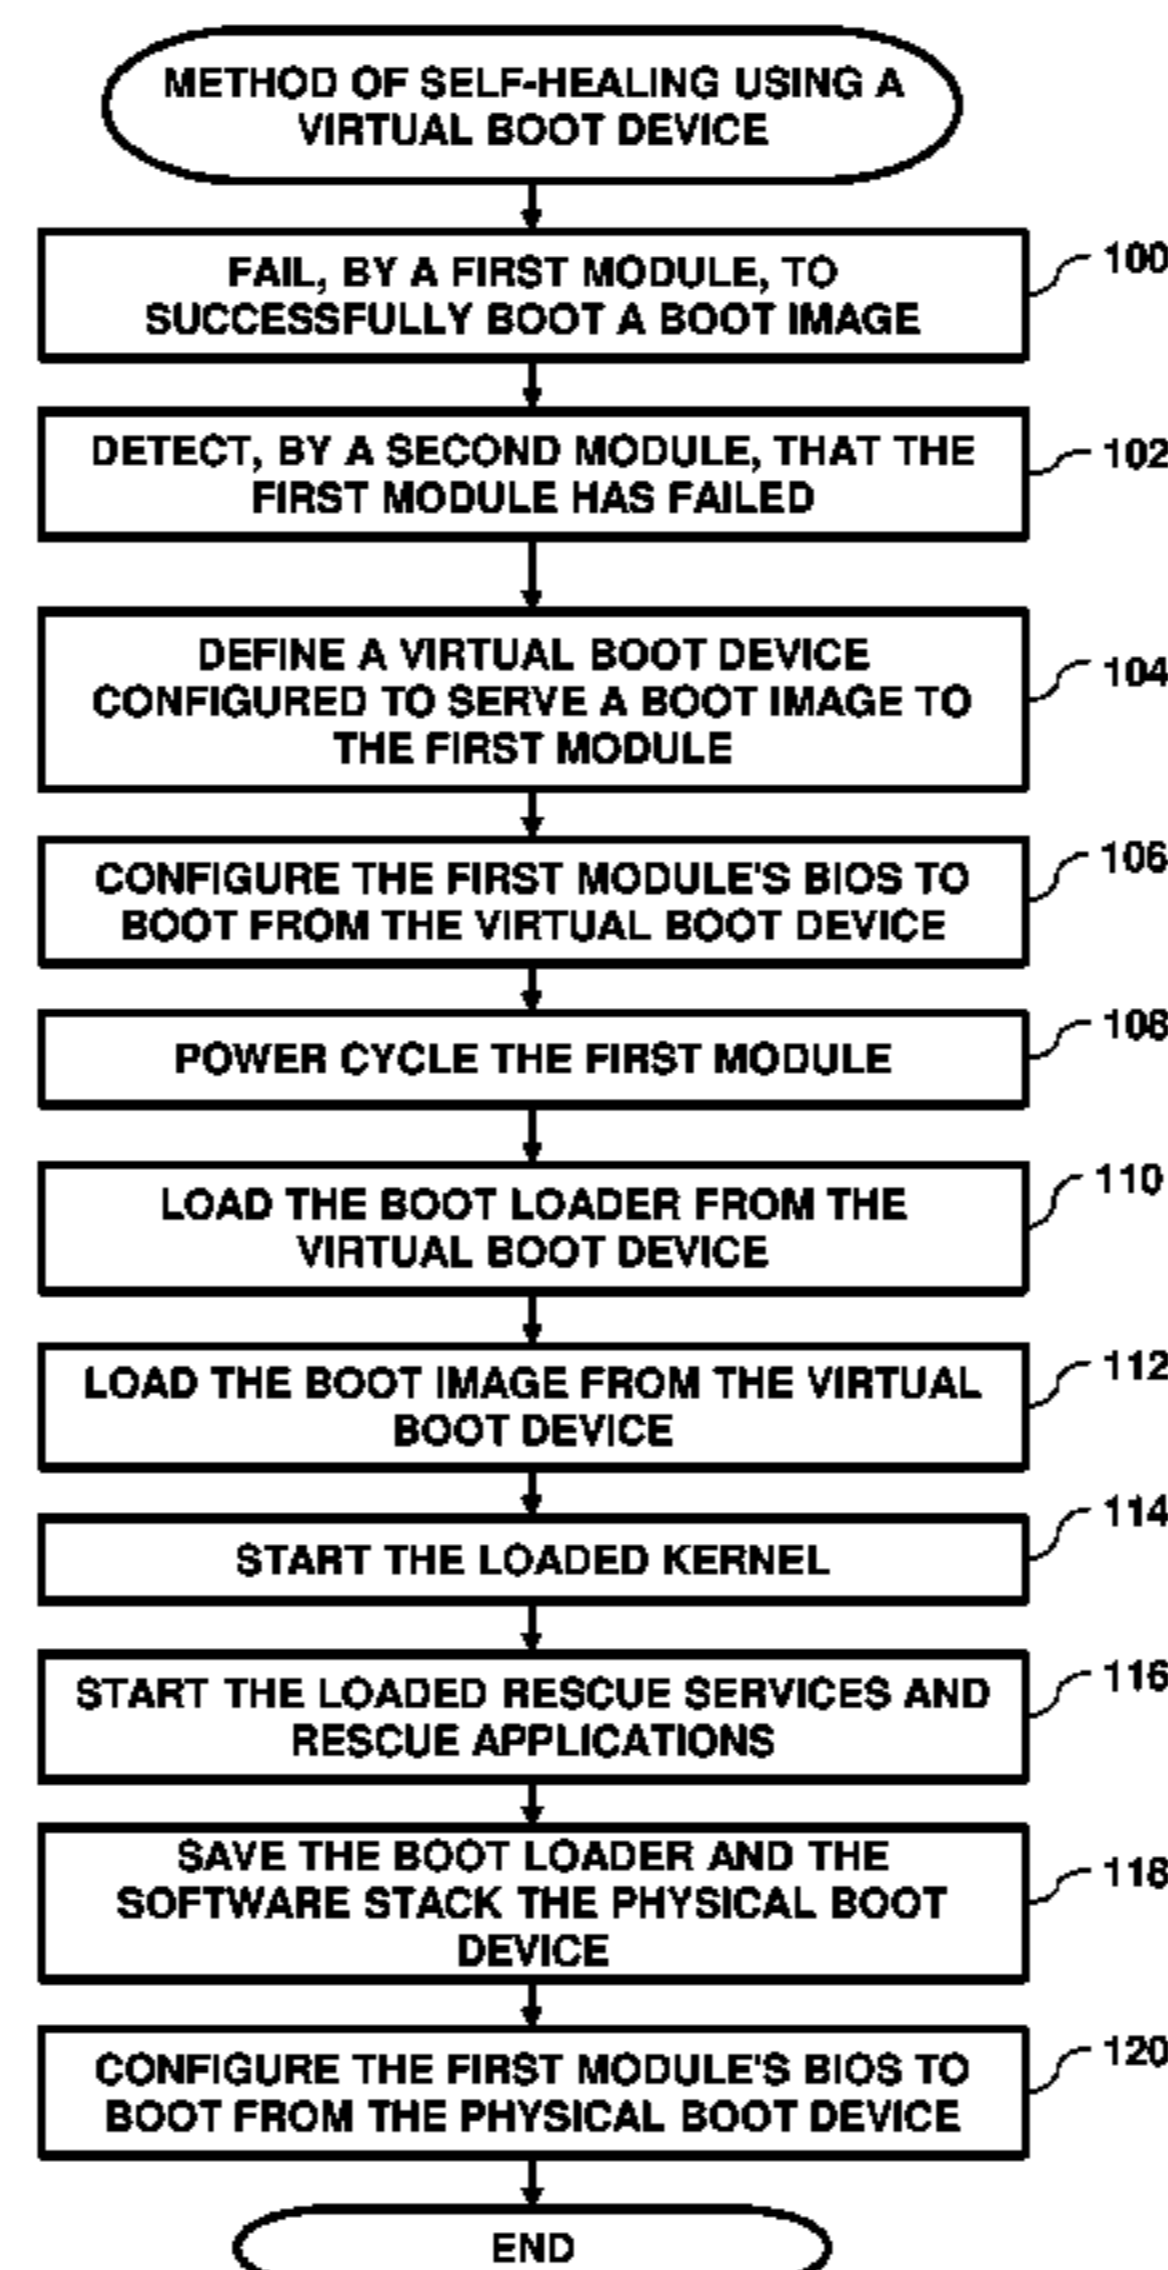 METHOD OF SELF-HEALING USING A
VIRTUAL BOOT DEVICE
FAIL, BY A FIRST MODULE, TO
SUCCESSFULLY BOOT A BOOT IMAGE
100
DETECT, BY A SECOND MODULE, THAT THE
FIRST MODULE HAS FAILED
102
DEFINE A VIRTUAL BOOT DEVICE
CONFIGURED TO SERVE A BOOT IMAGE TO
THE FIRST MODULE
104
CONFIGURE THE FIRST MODULE'S BIOS TO
BOOT FROM THE VIRTUAL BOOT DEVICE
106
POWER CYCLE THE FIRST MODULE
108
LOAD THE BOOT LOADER FROM THE
VIRTUAL BOOT DEVICE
110
LOAD THE BOOT IMAGE FROM THE VIRTUAL
BOOT DEVICE
112
START THE LOADED KERNEL
114
START THE LOADED RESCUE SERVICES AND
RESCUE APPLICATIONS
116
SAVE THE BOOT LOADER AND THE
SOFTWARE STACK THE PHYSICAL BOOT
DEVICE
118
CONFIGURE THE FIRST MODULE'S BIOS TO
BOOT FROM THE PHYSICAL BOOT DEVICE
120
END